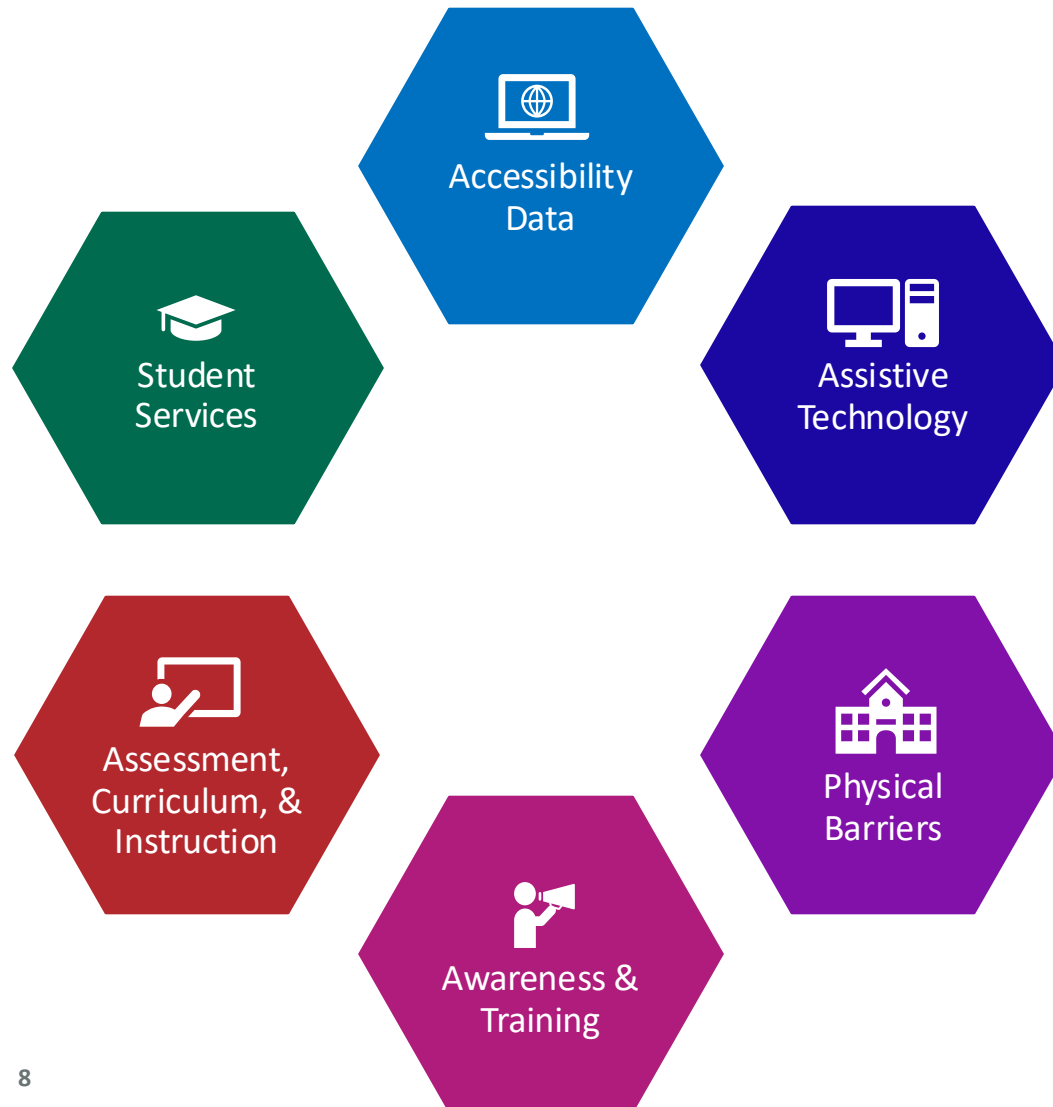 Accessibility
Data
Assistive
Technology
Physical
Barriers
Awareness &
Training
Assessment,
Curriculum, &
Instruction
Student
Services
8